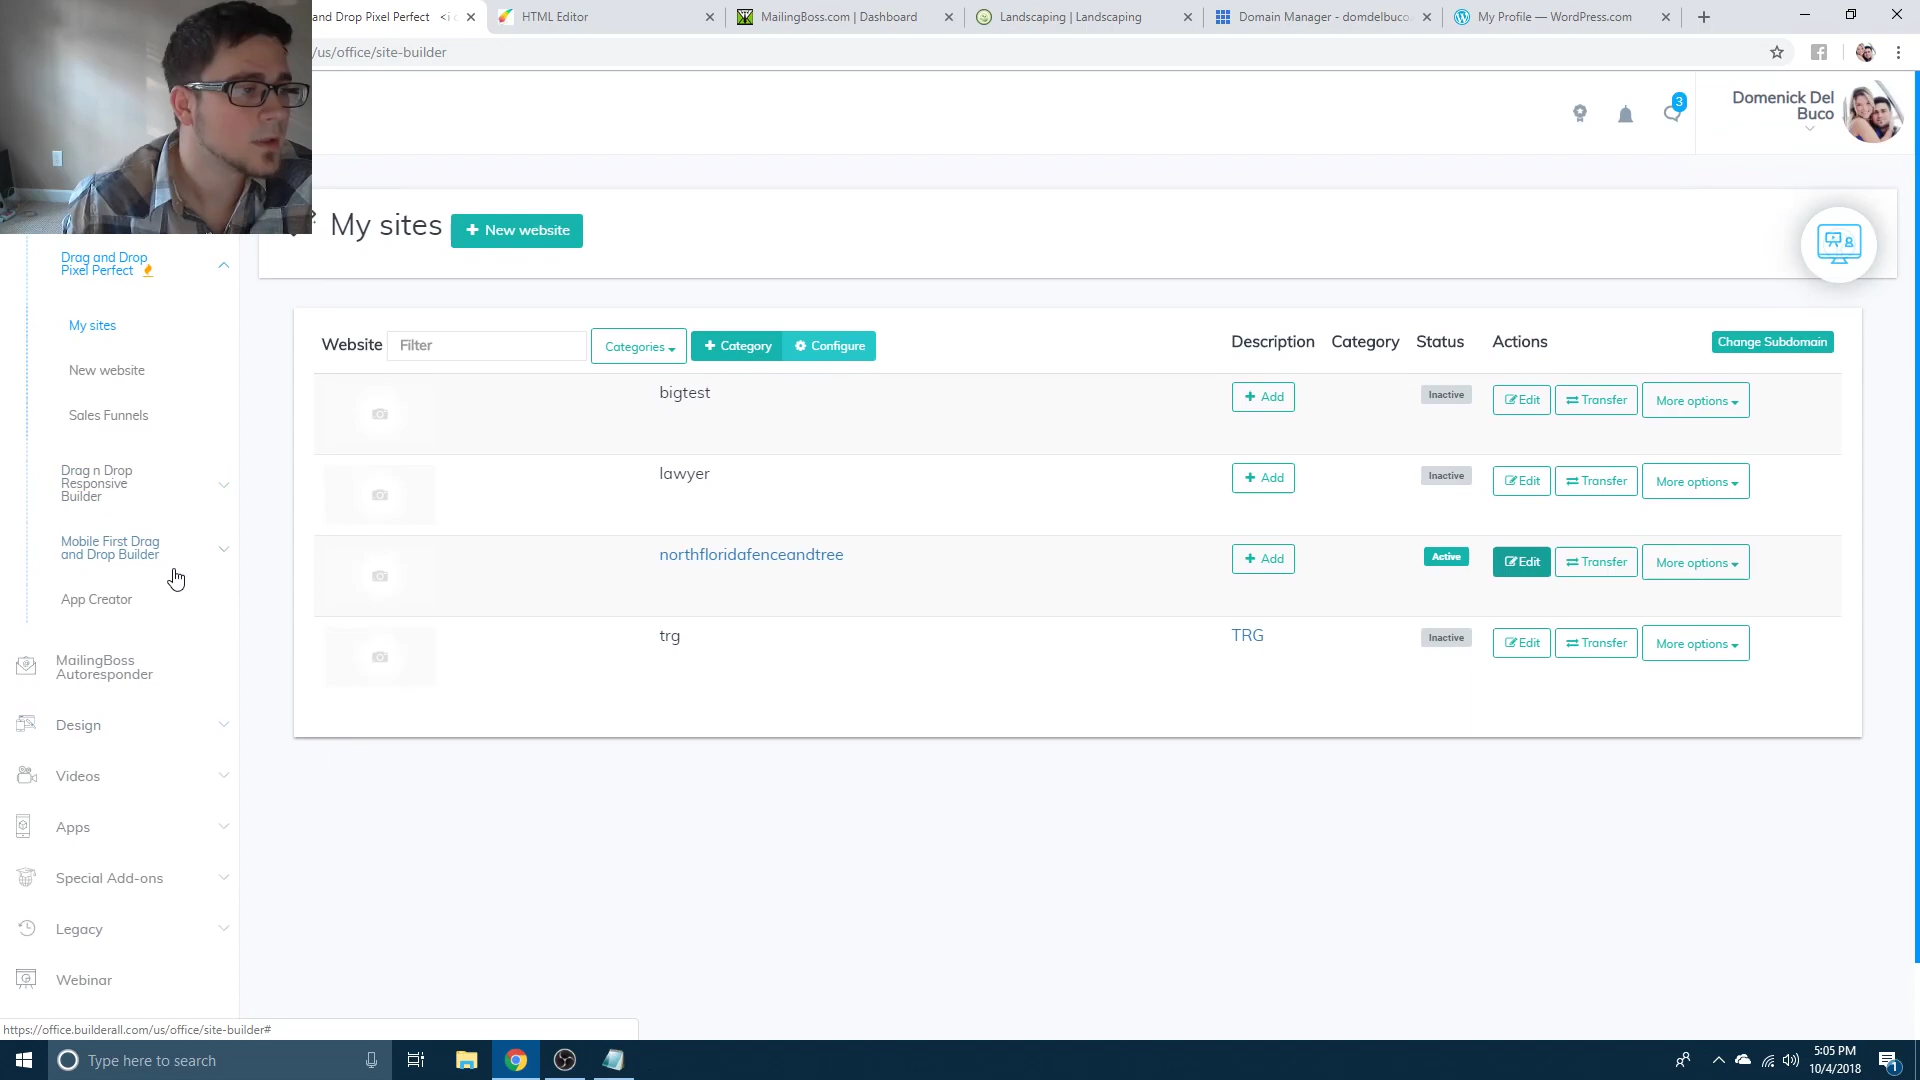 and Drop Pixel Perfect <i c
HTML Editor
MailingBoss.com | Dashboard
Landscaping | Landscaping
Domain Manager - domdelbuco
My Profile — WordPress.com
/us/office/site-builder
3
Domenick Del
Buco
My sites
+ New website
Drag and Drop
Pixel Perfect
My sites
New website
Sales Funnels
Drag n Drop
Responsive
Builder
Mobile First Drag
and Drop Builder
App Creator
MailingBoss
Autoresponder
Design
Videos
Apps
Special Add-ons
Legacy
Webinar
Website Filter Categories + Category Configure Description Category Status Actions Change Subdomain
bigtest + Add Inactive Edit Transfer More options
lawyer + Add Inactive Edit Transfer More options
northfloridafenceandtree + Add Active Edit Transfer More options
trg TRG Inactive Edit Transfer More options
https://office.builderall.com/us/office/site-builder#
Type here to search
5:05 PM
10/4/2018
1